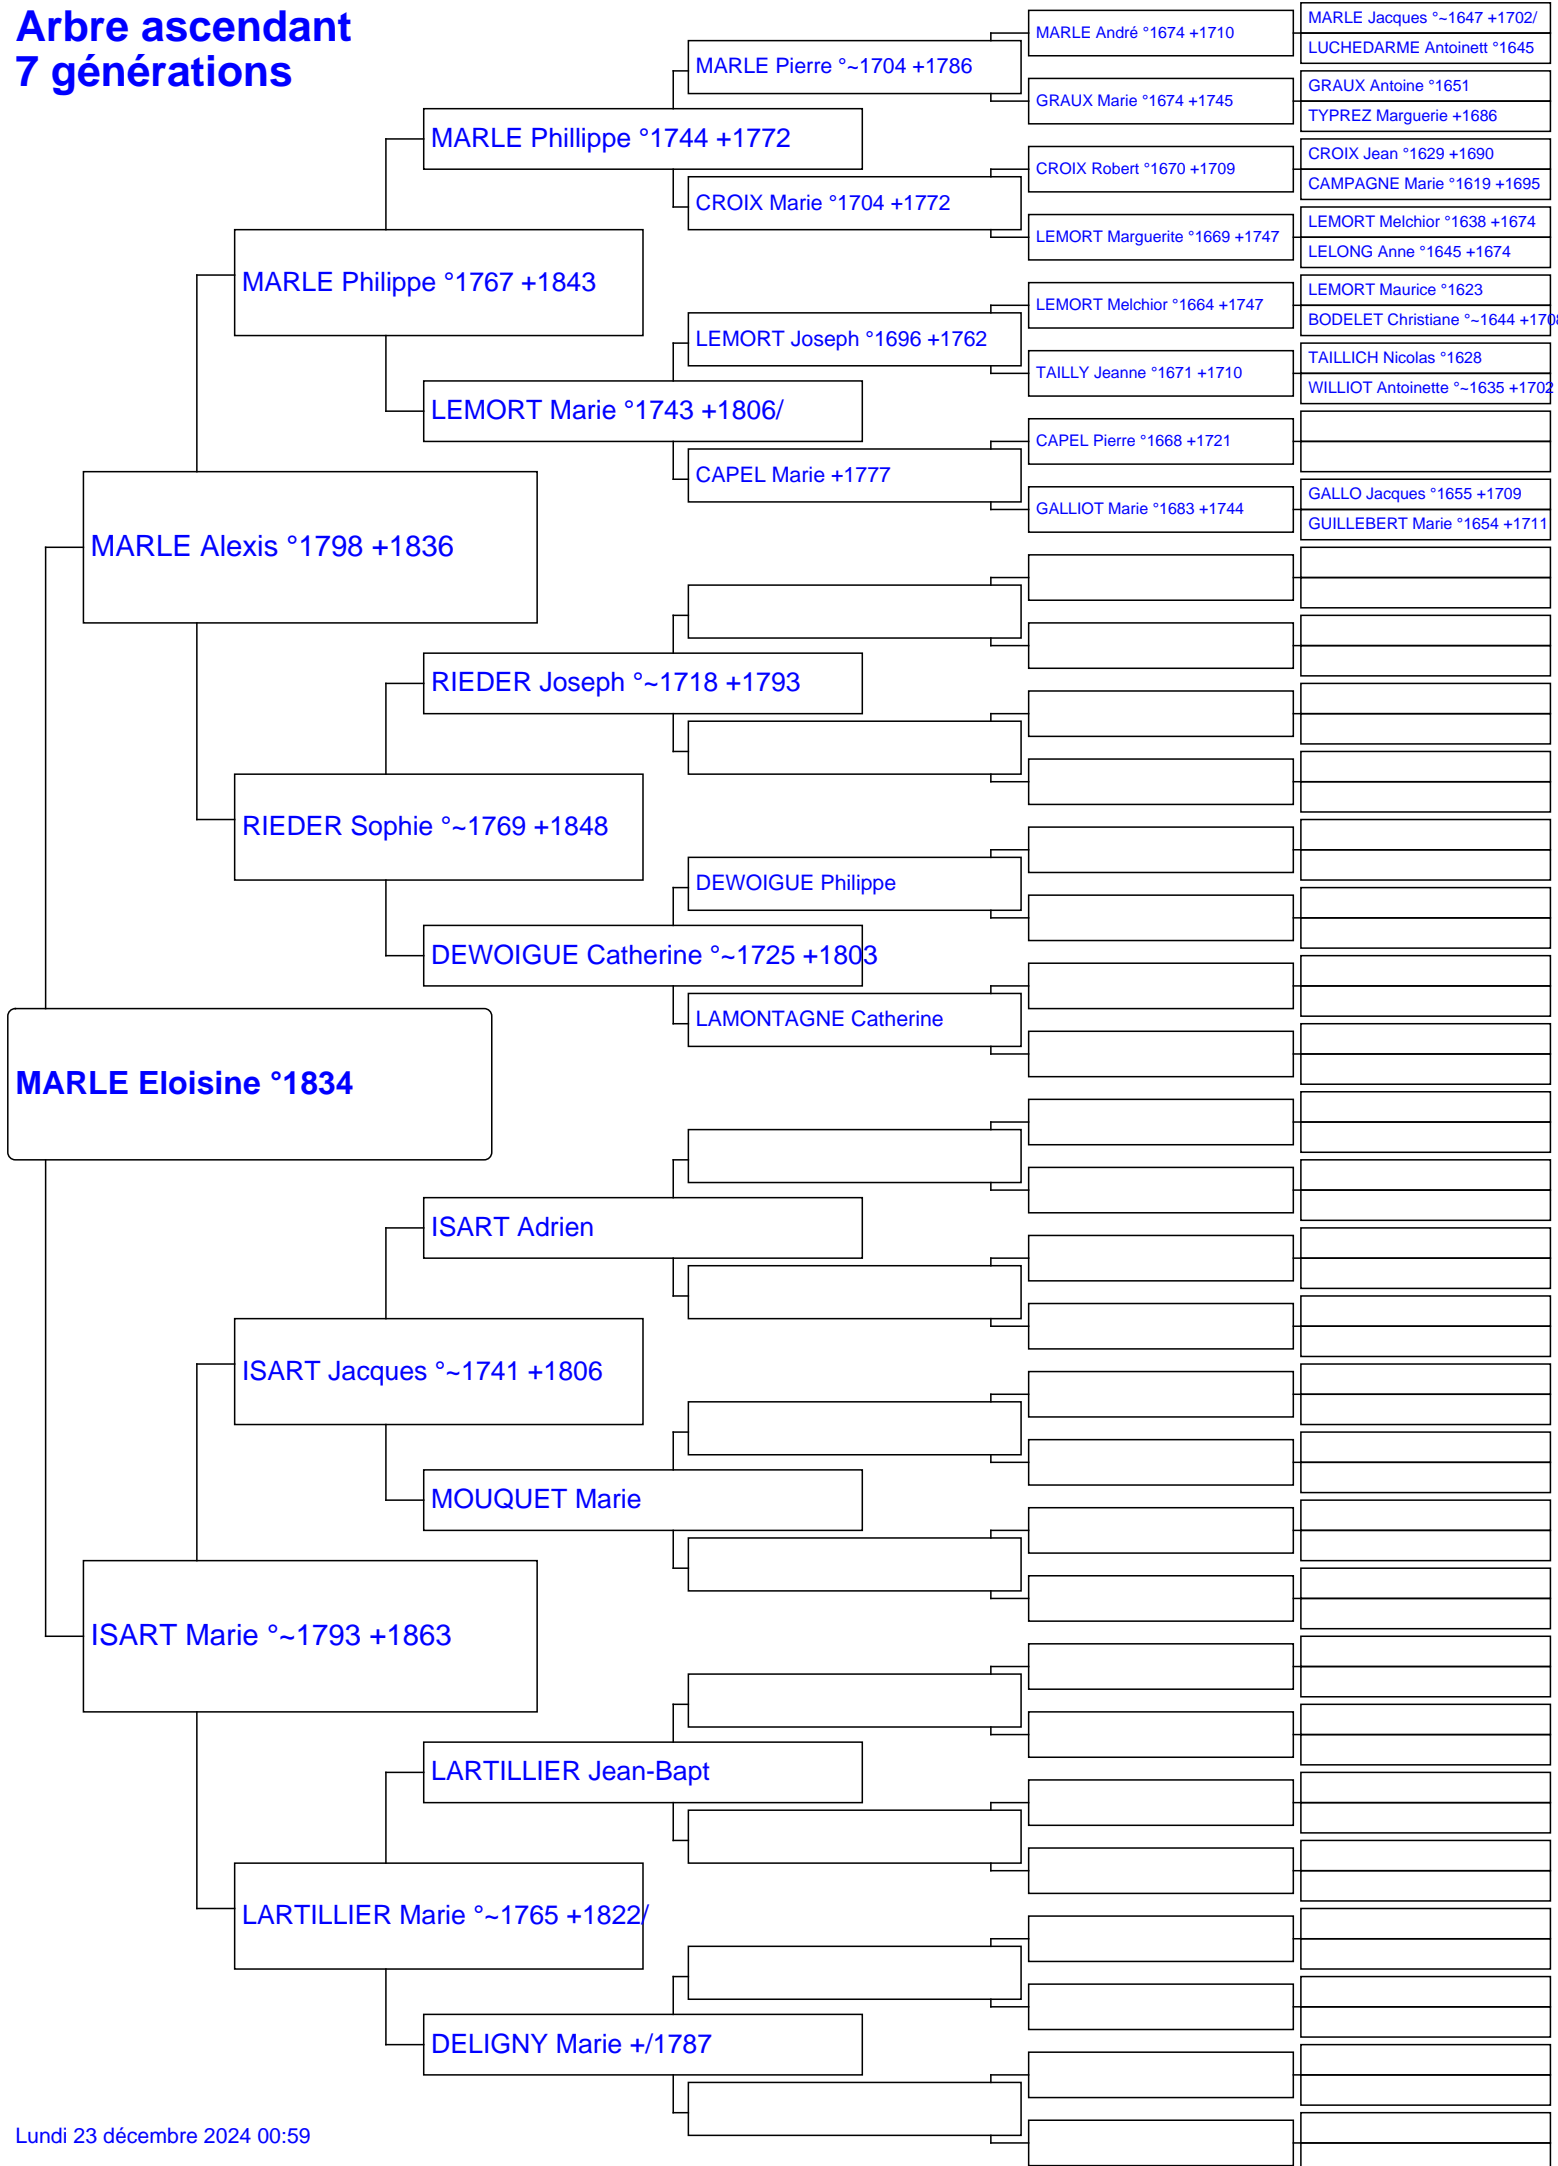 Arbre ascendant
7 générations
MARLE Jacques °~1647 +1702/
MARLE André °1674 +1710
LUCHEDARME Antoinett °1645
MARLE Pierre °~1704 +1786
GRAUX Antoine °1651
GRAUX Marie °1674 +1745
TYPREZ Marguerie +1686
MARLE Phillippe °1744 +1772
CROIX Jean °1629 +1690
CROIX Robert °1670 +1709
CAMPAGNE Marie °1619 +1695
CROIX Marie °1704 +1772
LEMORT Melchior °1638 +1674
LEMORT Marguerite °1669 +1747
LELONG Anne °1645 +1674
MARLE Philippe °1767 +1843
LEMORT Maurice °1623
LEMORT Melchior °1664 +1747
BODELET Christiane °~1644 +1708
LEMORT Joseph °1696 +1762
TAILLICH Nicolas °1628
TAILLY Jeanne °1671 +1710
WILLIOT Antoinette °~1635 +1702
LEMORT Marie °1743 +1806/
CAPEL Pierre °1668 +1721
CAPEL Marie +1777
GALLO Jacques °1655 +1709
GALLIOT Marie °1683 +1744
GUILLEBERT Marie °1654 +1711
MARLE Alexis °1798 +1836
RIEDER Joseph °~1718 +1793
RIEDER Sophie °~1769 +1848
DEWOIGUE Philippe
DEWOIGUE Catherine °~1725 +1803
LAMONTAGNE Catherine
MARLE Eloisine °1834
ISART Adrien
ISART Jacques °~1741 +1806
MOUQUET Marie
ISART Marie °~1793 +1863
LARTILLIER Jean-Bapt
LARTILLIER Marie °~1765 +1822/
DELIGNY Marie +/1787
Lundi 23 décembre 2024 00:59